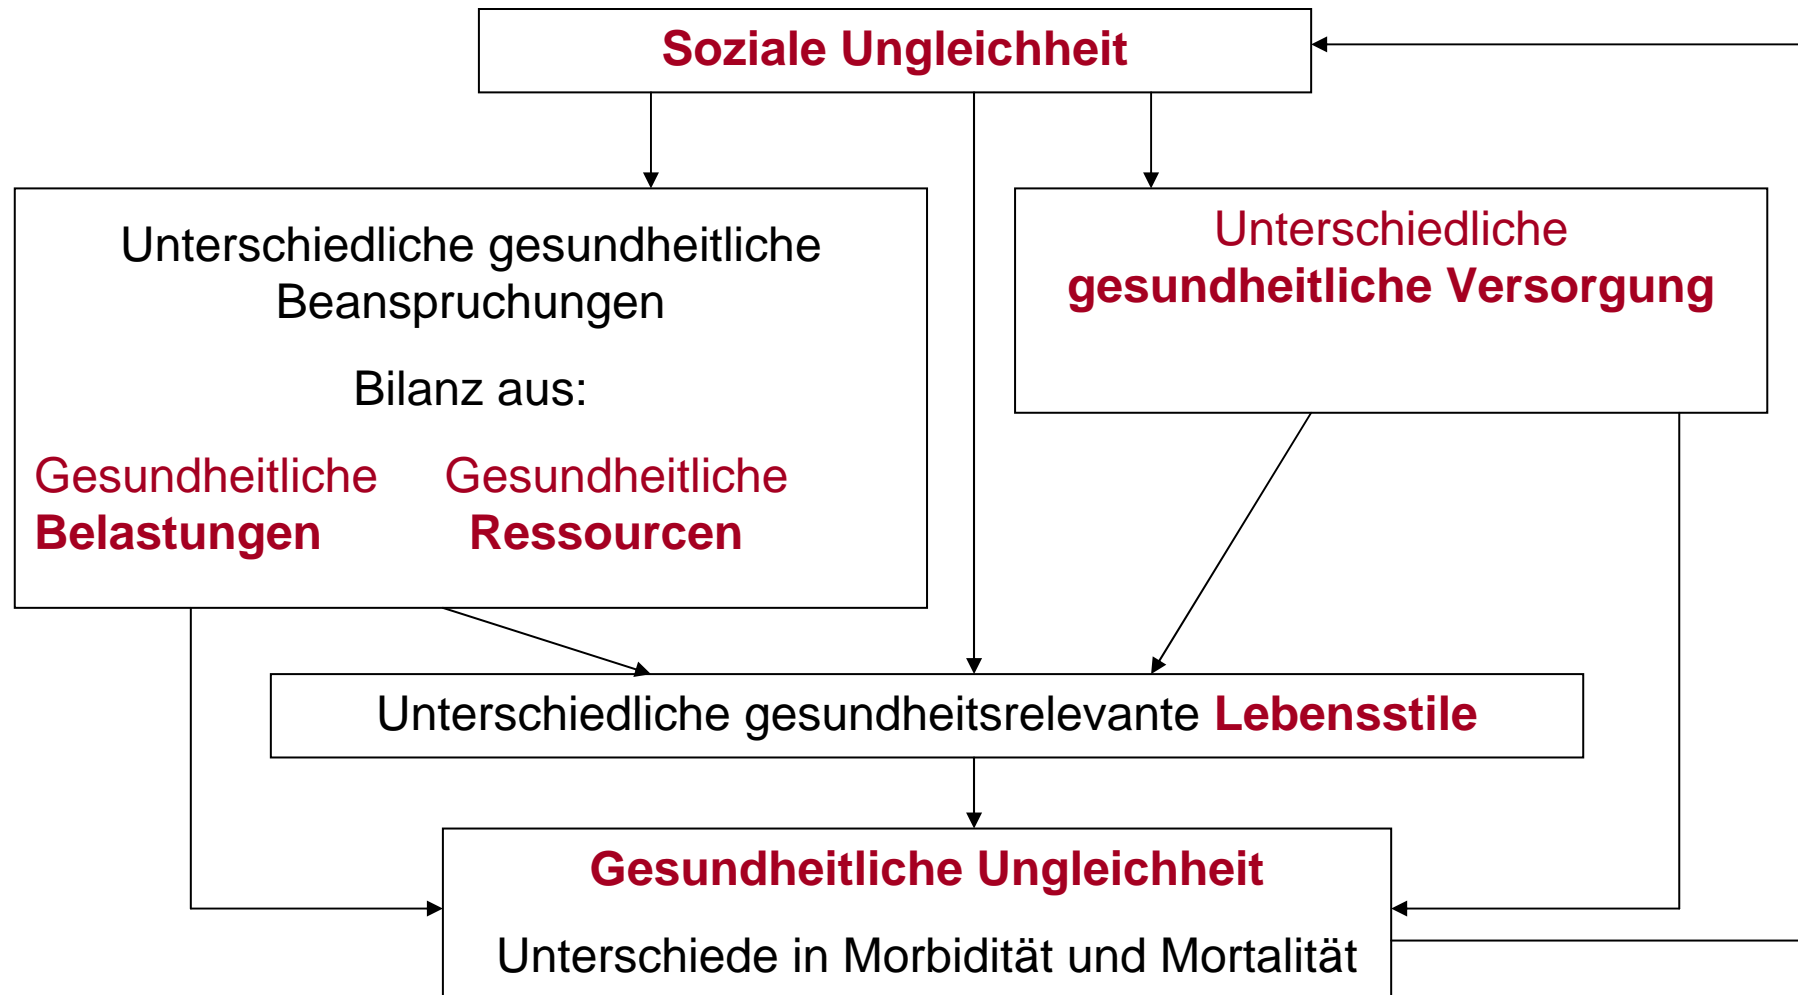 Soziale Ungleichheit
Unterschiedliche gesundheitliche
Beanspruchungen
Bilanz aus:
Gesundheitliche Gesundheitliche
Belastungen Ressourcen
Unterschiedliche
gesundheitliche Versorgung
Unterschiedliche gesundheitsrelevante Lebensstile
Gesundheitliche Ungleichheit
Unterschiede in Morbidität und Mortalität